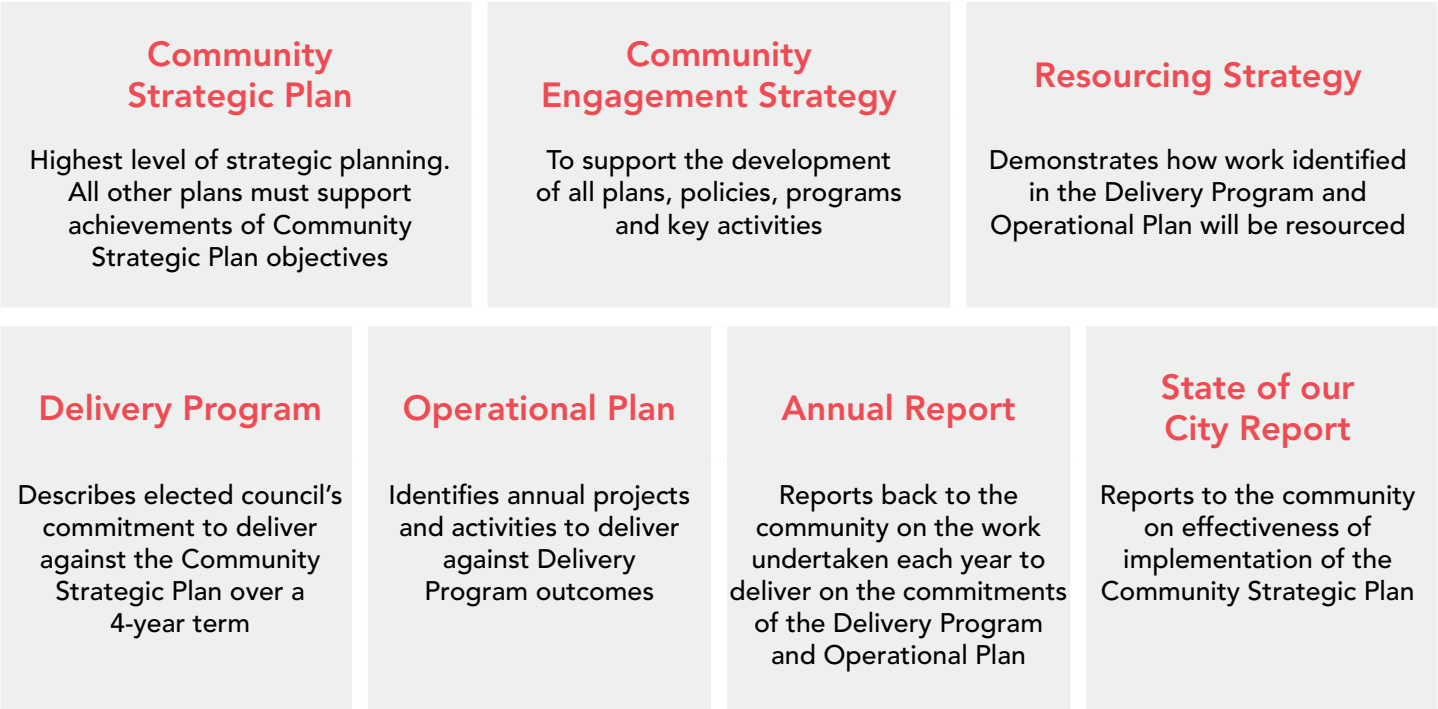 Community
Strategic Plan
Highest level of strategic planning.
All other plans must support
achievements of Community
Strategic Plan objectives
Community
Engagement Strategy
To support the development
of all plans, policies, programs
and key activities
Resourcing Strategy
Demonstrates how work identified
in the Delivery Program and
Operational Plan will be resourced
Delivery Program
Describes elected council’s
commitment to deliver
against the Community
Strategic Plan over a
4-year term
Operational Plan
Identifies annual projects
and activities to deliver
against Delivery
Program outcomes
Annual Report
Reports back to the
community on the work
undertaken each year to
deliver on the commitments
of the Delivery Program
and Operational Plan
State of our
City Report
Reports to the community
on effectiveness of
implementation of the
Community Strategic Plan